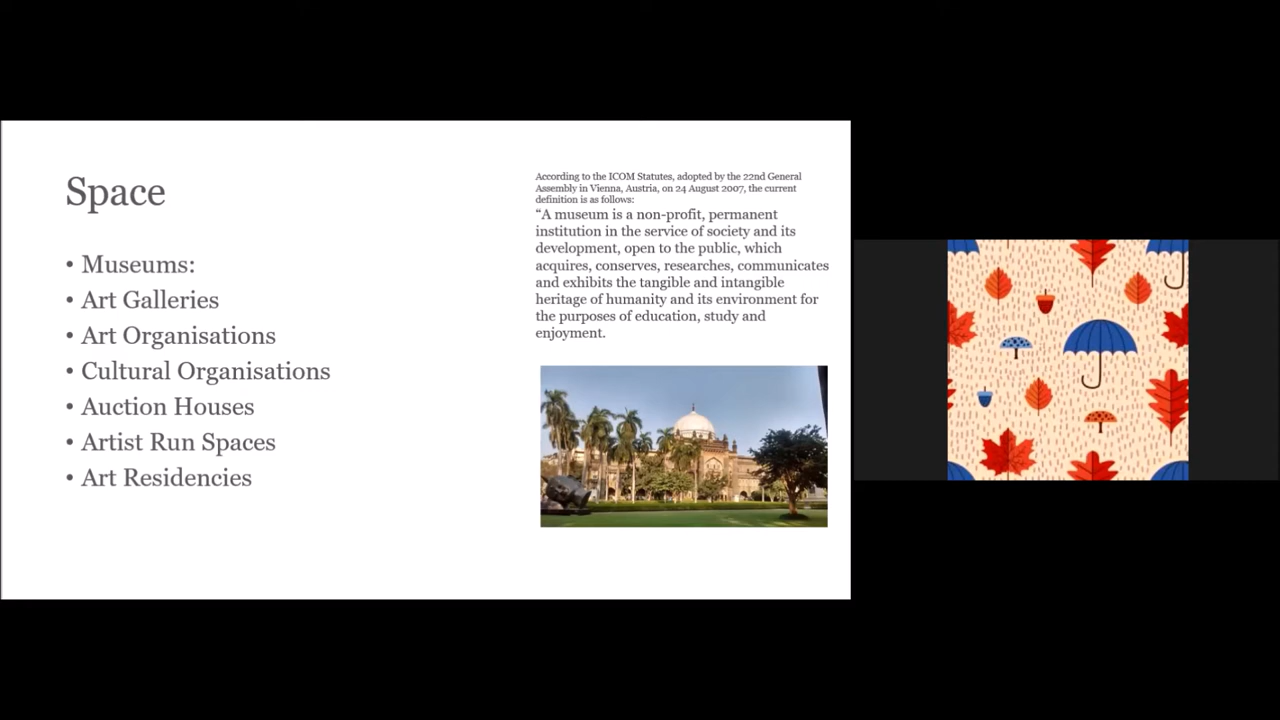 Space
• Museums:
• Art Galleries
• Art Organisations
• Cultural Organisations
• Auction Houses
• Artist Run Spaces
• Art Residencies
According to the ICOM Statutes, adopted by the 22nd General
Assembly in Vienna, Austria, on 24 August 2007, the current
definition is as follows:
“A museum is a non-profit, permanent
institution in the service of society and its
development, open to the public, which
acquires, conserves, researches, communicates
and exhibits the tangible and intangible
heritage of humanity and its environment for
the purposes of education, study and
enjoyment.